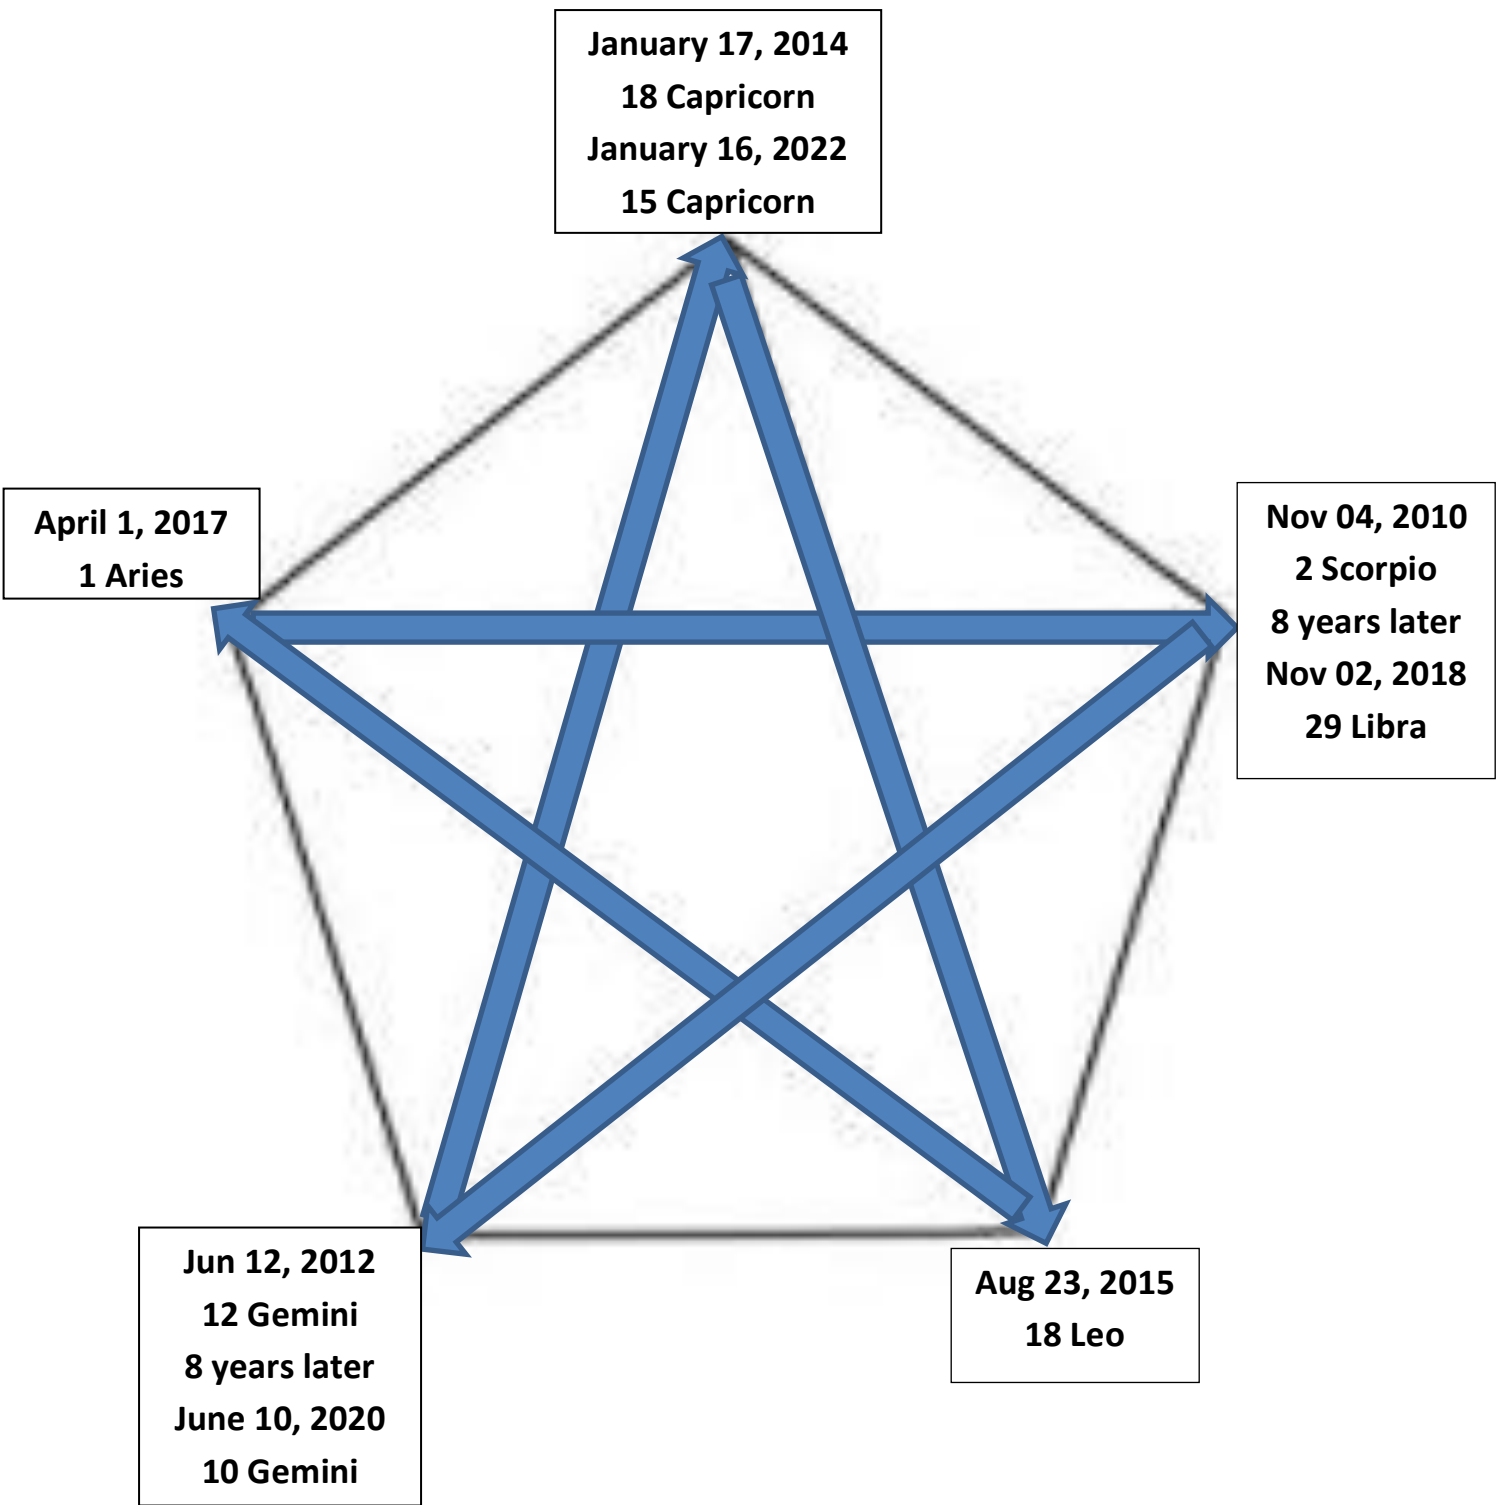 January 17, 2014
18 Capricorn
January 16, 2022
15 Capricorn
April 1, 2017
1 Aries
Nov 04, 2010
2 Scorpio
8 years later
Nov 02, 2018
29 Libra
Jun 12, 2012
12 Gemini
8 years later
June 10, 2020
10 Gemini
Aug 23, 2015
18 Leo